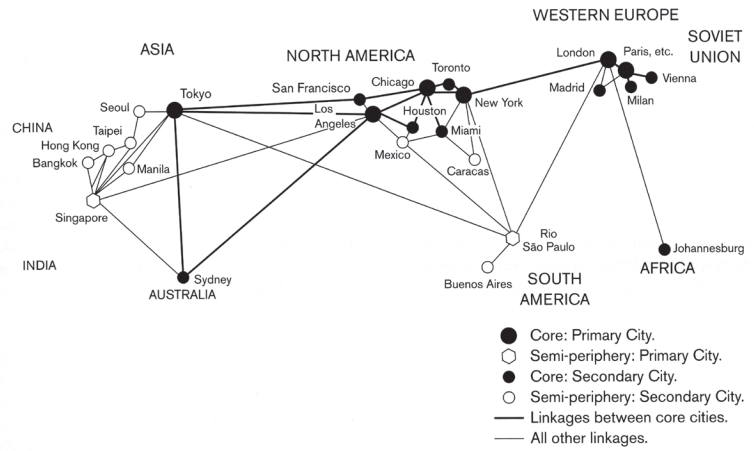 WESTERN EUROPE
SOVIET
UNION
ASIA
NORTH AMERICA
London
Paris, etc.
Toronto
Chicago
San Francisco
Tokyo
Vienna
Madrid
Milan
Seoul
Los
Angeles
Houston
New York
CHINA
Taipei
Miami
Hong Kong
Mexico
Bangkok
Manila
Caracas
Singapore
Rio
São Paulo
Johannesburg
INDIA
AFRICA
Sydney
AUSTRALIA
Buenos Aires
SOUTH
AMERICA
Core: Primary City.
Semi-periphery: Primary City.
Core: Secondary City.
Semi-periphery: Secondary City.
Linkages between core cities.
All other linkages.